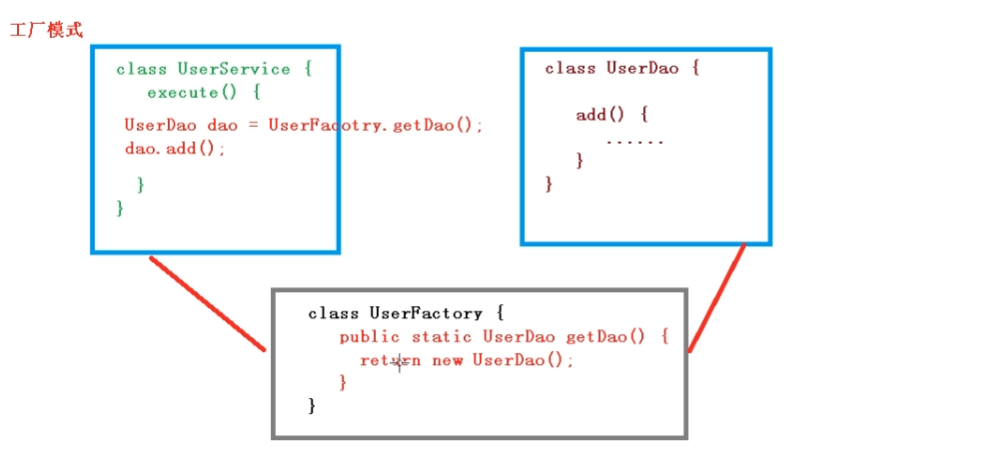 工厂模式
class UserService {
execute() {
UserDao dao = UserFacotry.getDao();
dao.add();
}
}
class UserDao {
add() {
......
}
}
class UserFactory {
public static UserDao getDao() {
return new UserDao();
}
}